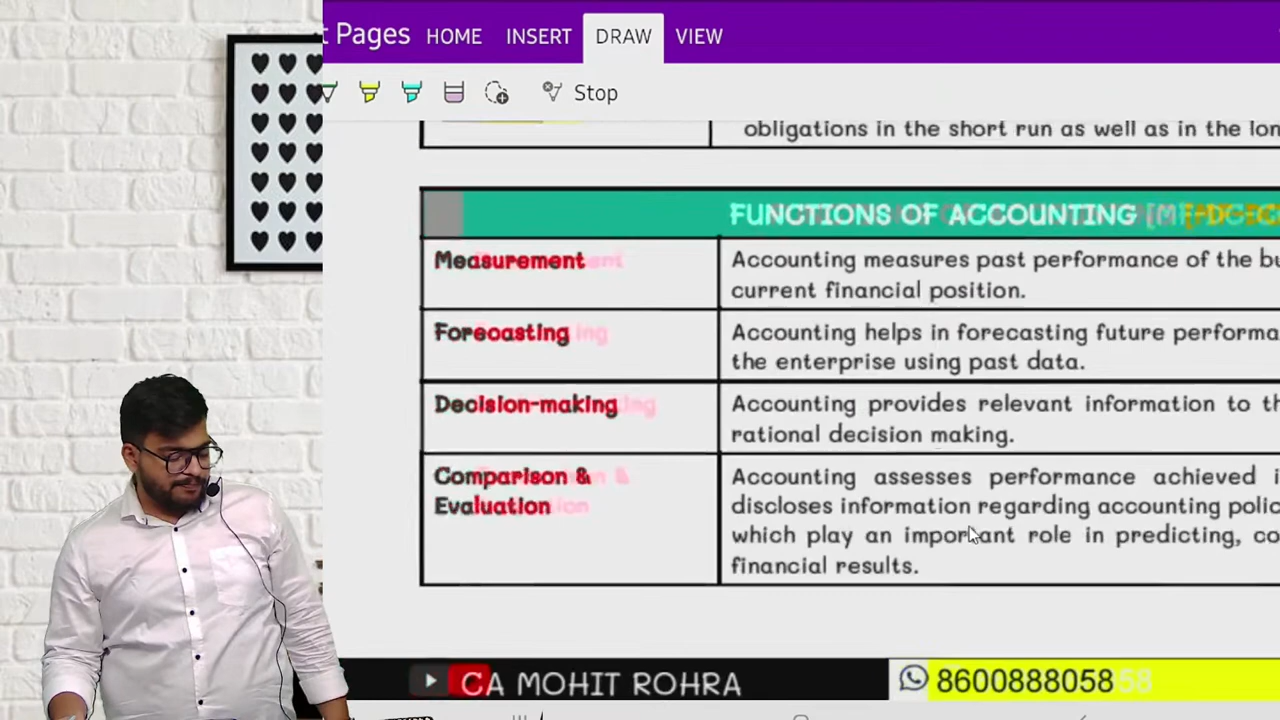 t Pages HOME INSERT DRAW VIEW
Stop
obligations in the short run as well as in the lon
FUNCTIONS OF ACCOUNTING
Measurement
Accounting measures past performance of the bu
current financial position.
Forecasting
Accounting helps in forecasting future performa
the enterprise using past data.
Decision-making
Accounting provides relevant information to th
rational decision making.
Comparison &
Evaluation
Accounting assesses performance achieved i
discloses information regarding accounting polic
which play an important role in predicting, co
financial results.
CA MOHIT ROHRA
8600888058